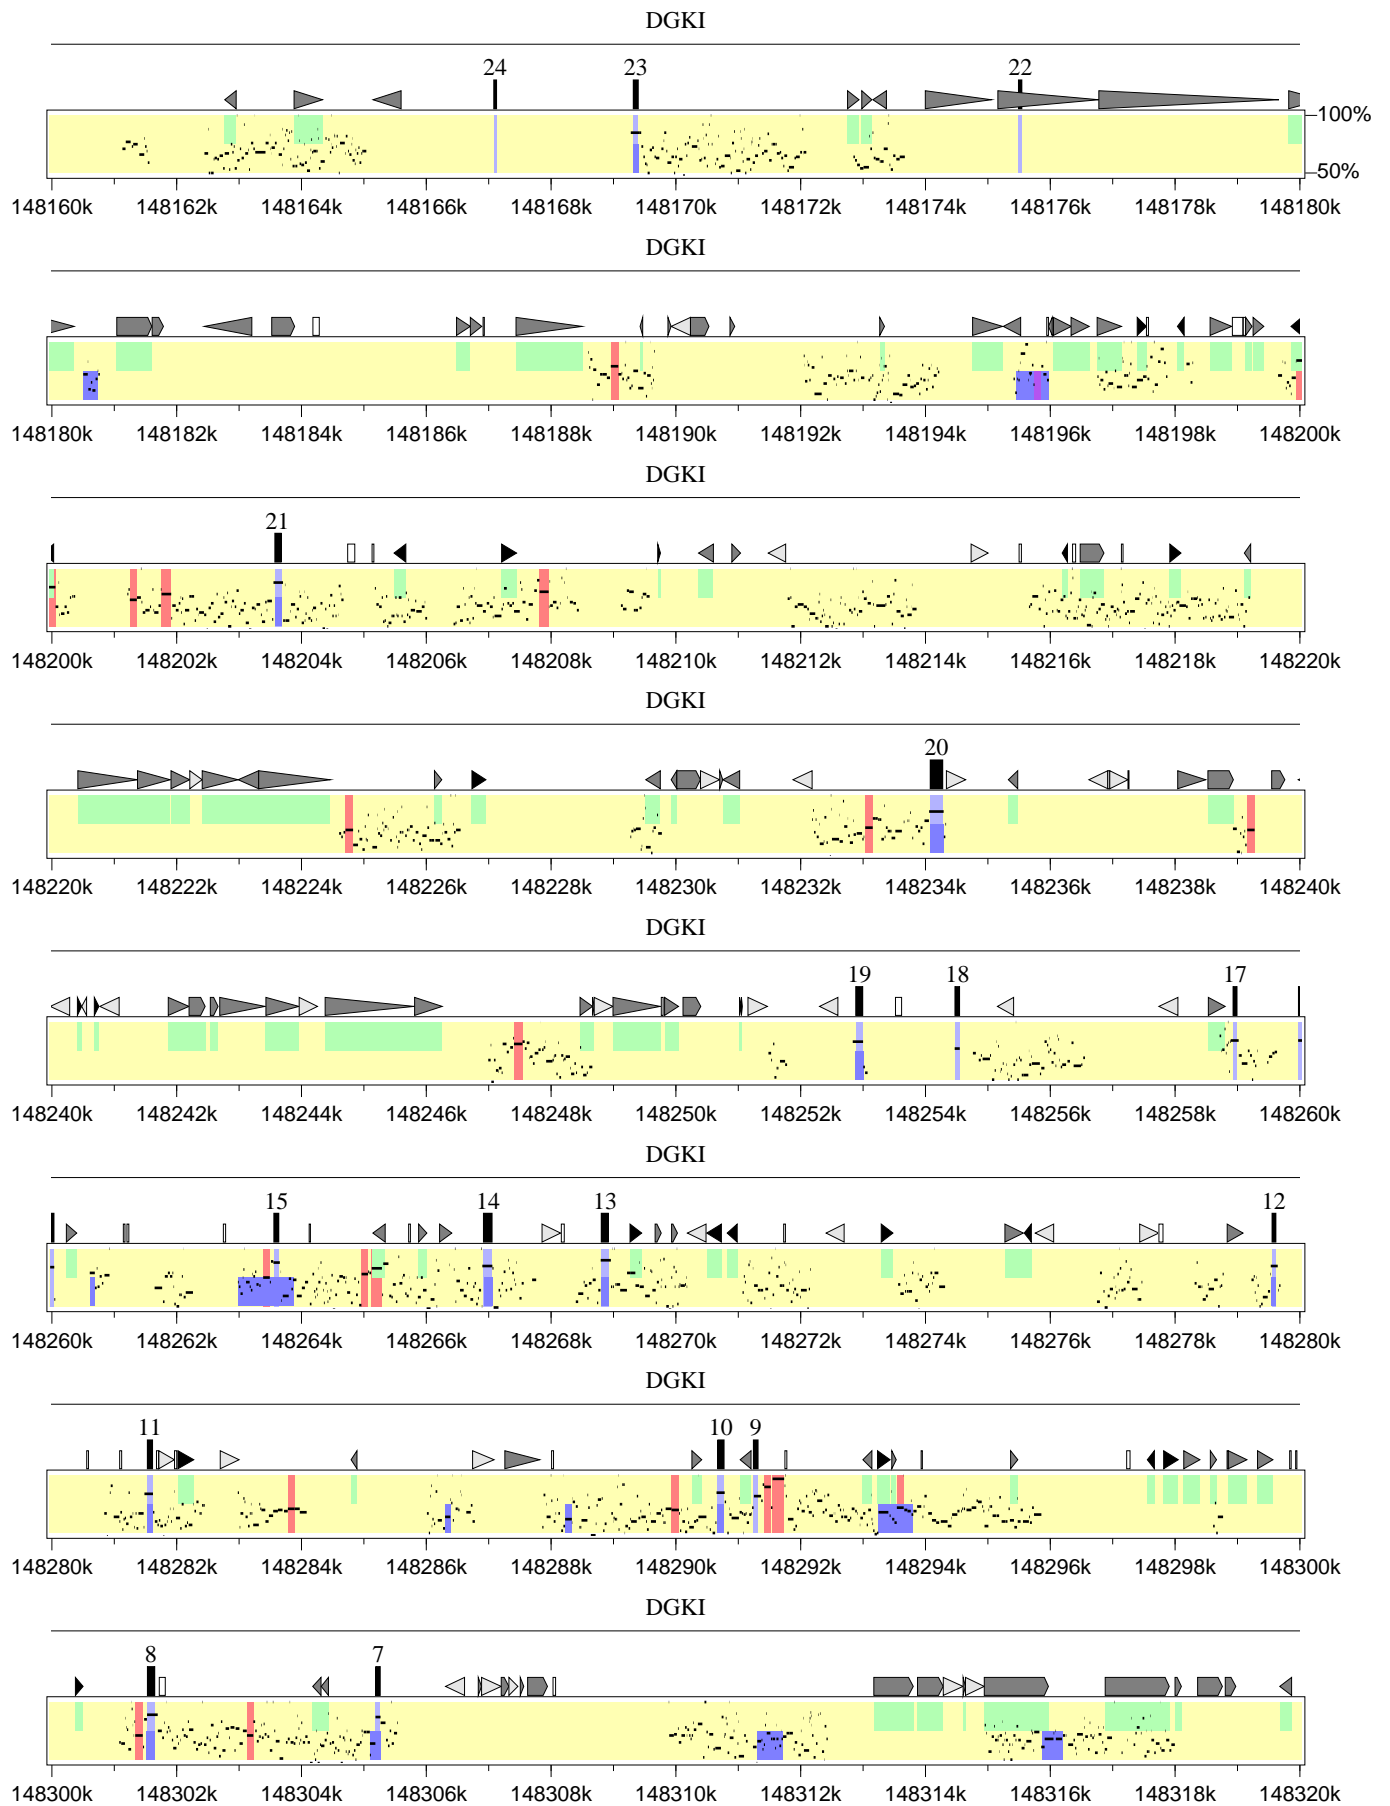 DGKI
24 23 22
100%
50%
148160k 148162k 148164k 148166k 148168k 148170k 148172k 148174k 148176k 148178k 148180k
DGKI
148180k 148182k 148184k 148186k 148188k 148190k 148192k 148194k 148196k 148198k 148200k
DGKI
21
148200k 148202k 148204k 148206k 148208k 148210k 148212k 148214k 148216k 148218k 148220k
DGKI
20
148220k 148222k 148224k 148226k 148228k 148230k 148232k 148234k 148236k 148238k 148240k
DGKI
19 18 17
148240k 148242k 148244k 148246k 148248k 148250k 148252k 148254k 148256k 148258k 148260k
DGKI
15 14 13 12
148260k 148262k 148264k 148266k 148268k 148270k 148272k 148274k 148276k 148278k 148280k
DGKI
11 10 9
148280k 148282k 148284k 148286k 148288k 148290k 148292k 148294k 148296k 148298k 148300k
DGKI
8 7
148300k 148302k 148304k 148306k 148308k 148310k 148312k 148314k 148316k 148318k 148320k